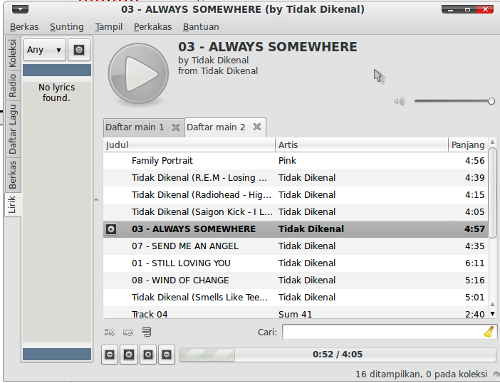 03 - ALWAYS SOMEWHERE (by Tidak Dikenal)
Berkas Sunting Tampil Perkakas Bantuan
Any
03 - ALWAYS SOMEWHERE
by Tidak Dikenal
from Tidak Dikenal
Koleksi
Radio
Daftar Lagu
Berkas
Lirik
No lyrics
found.
Daftar main 1 Daftar main 2
Judul Artis Panjang
Family Portrait Pink 4:56
Tidak Dikenal (R.E.M - Losing ... Tidak Dikenal 4:39
Tidak Dikenal (Radiohead - Hig... Tidak Dikenal 4:15
Tidak Dikenal (Saigon Kick - I L... Tidak Dikenal 4:05
03 - ALWAYS SOMEWHERE Tidak Dikenal 4:57
07 - SEND ME AN ANGEL Tidak Dikenal 4:35
01 - STILL LOVING YOU Tidak Dikenal 6:11
08 - WIND OF CHANGE Tidak Dikenal 5:16
Tidak Dikenal (Smells Like Tee... Tidak Dikenal 5:01
Track 04 Sum 41 2:40
Cari:
0:52 / 4:05
16 ditampilkan, 0 pada koleksi